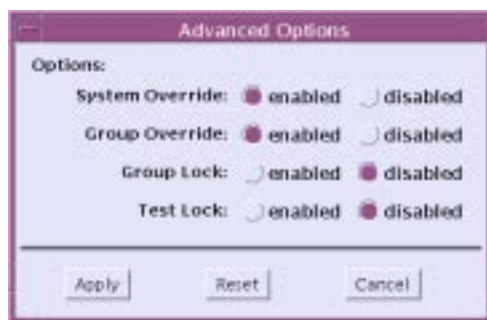 Advanced Options
Options:
System Override: enabled disabled
Group Override: enabled disabled
Group Lock: enabled disabled
Test Lock: enabled disabled
Apply Reset Cancel